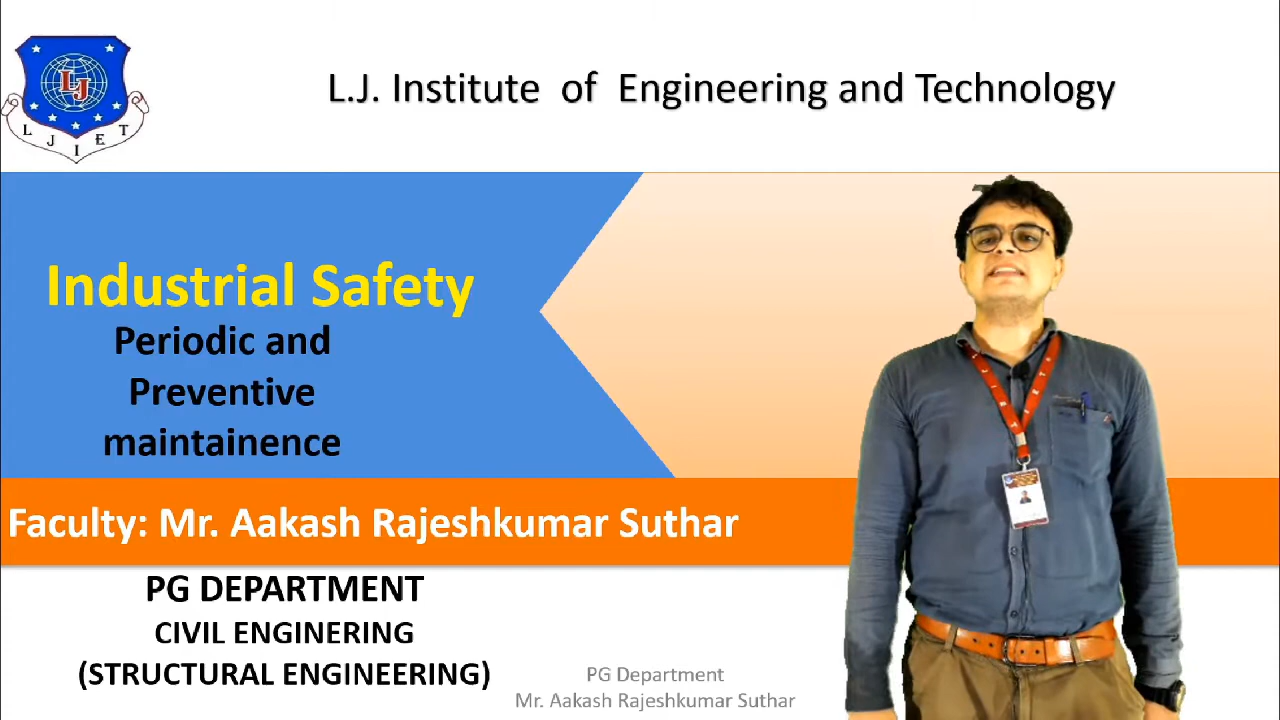 LJ
L J I E T
L.J. Institute of Engineering and Technology
Industrial Safety
Periodic and
Preventive
maintainence
Faculty: Mr. Aakash Rajeshkumar Suthar
PG DEPARTMENT
CIVIL ENGINERING
(STRUCTURAL ENGINEERING)
PG Department
Mr. Aakash Rajeshkumar Suthar